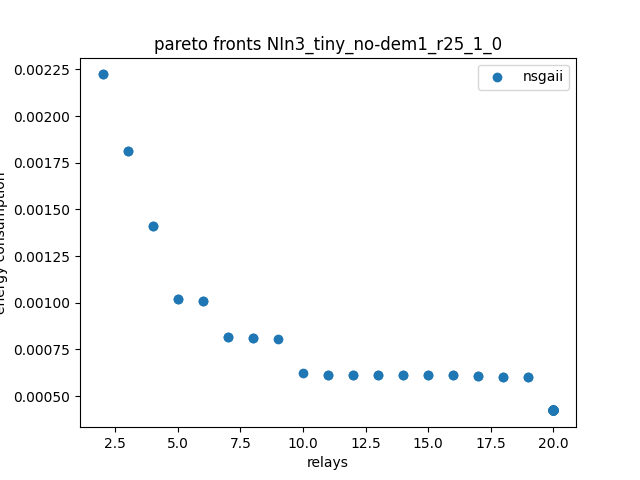 pareto fronts NIn3_tiny_no-dem1_r25_1_0
nsgaii
0.00225
0.00200
0.00175
0.00150
0.00125
0.00100
0.00075
0.00050
energy consumption
2.5 5.0 7.5 10.0 12.5 15.0 17.5 20.0
relays